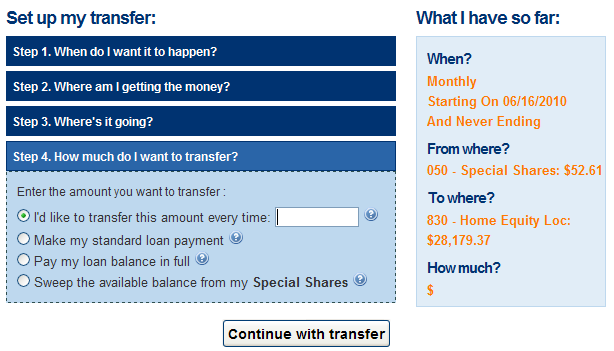 Set up my transfer:
Step 1. When do I want it to happen?
Step 2. Where am I getting the money?
Step 3. Where's it going?
Step 4. How much do I want to transfer?
Enter the amount you want to transfer :
I'd like to transfer this amount every time: ?
Make my standard loan payment ?
Pay my loan balance in full ?
Sweep the available balance from my Special Shares ?
Continue with transfer
What I have so far:
When?
Monthly
Starting On 06/16/2010
And Never Ending
From where?
050 - Special Shares: $52.61
To where?
830 - Home Equity Loc:
$28,179.37
How much?
$